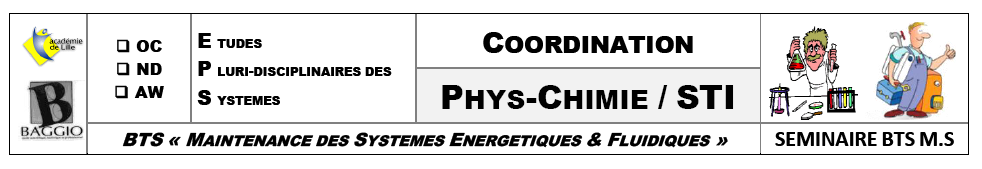 académie
de Lille
B
BAGGIO
❑ OC
❑ ND
❑ AW
E TUDES
P LURI-DISCIPLINAIRES DES
S YSTEMES
COORDINATION
PHYS-CHIMIE / STI
BTS « MAINTENANCE DES SYSTEMES ENERGETIQUES & FLUIDIQUES »
SEMINAIRE BTS M.S